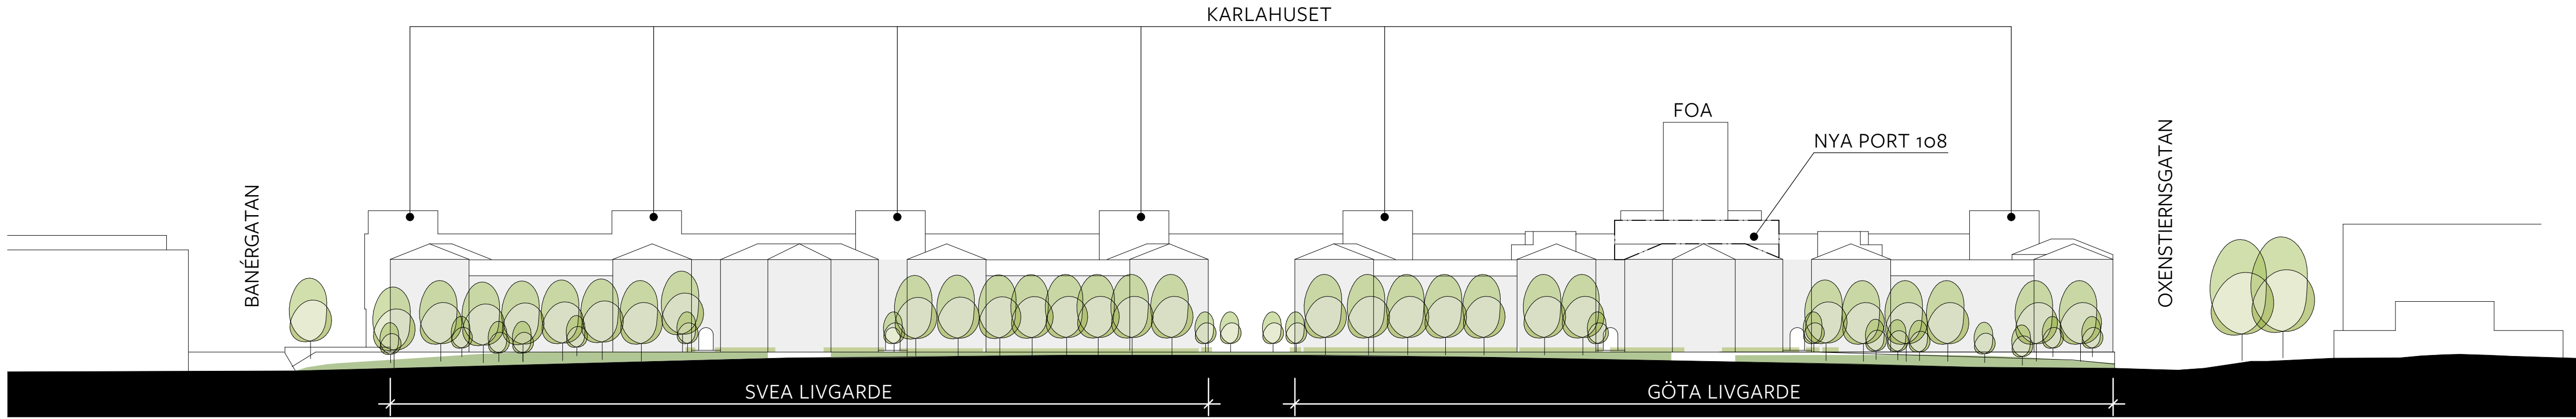 KARLAHUSET
FOA
NYA PORT 108
BANÉRGATAN
OXENSTIERNSGATAN
SVEA LIVGARDE
GÖTA LIVGARDE